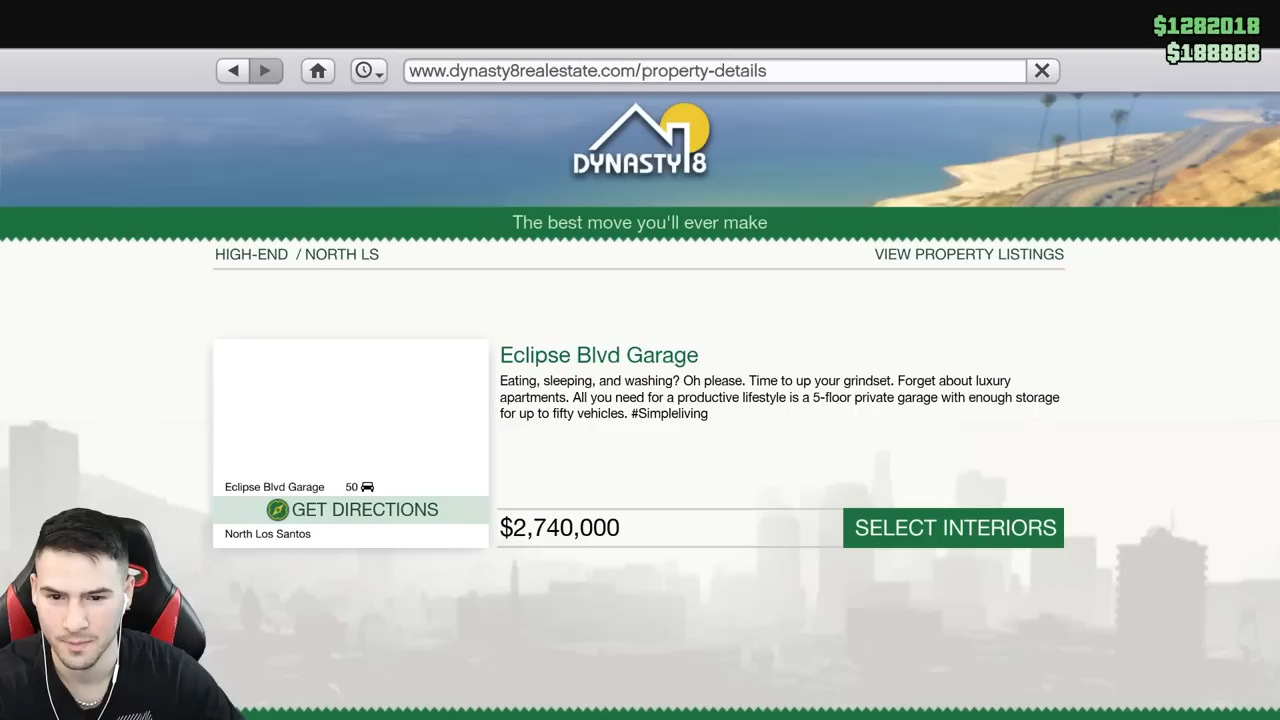 $1282018
$188888
www.dynasty8realestate.com/property-details
DYNASTY8
The best move you'll ever make
HIGH-END / NORTH LS
VIEW PROPERTY LISTINGS
Eclipse Blvd Garage
Eating, sleeping, and washing? Oh please. Time to up your grindset. Forget about luxury
apartments. All you need for a productive lifestyle is a 5-floor private garage with enough storage
for up to fifty vehicles. #Simpleliving
Eclipse Blvd Garage 50
GET DIRECTIONS
North Los Santos
$2,740,000
SELECT INTERIORS